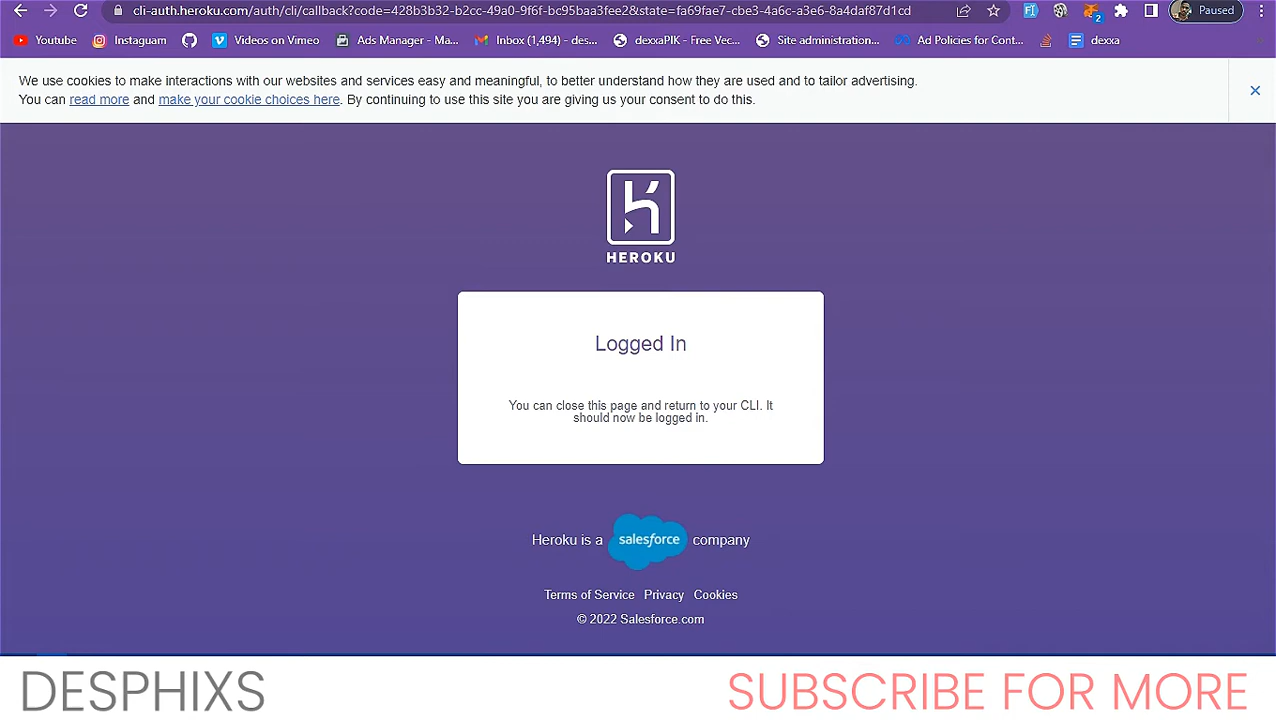 cli-auth.heroku.com/auth/cli/callback?code=428b3b32-b2cc-49a0-9f6f-bc95baa3fee2&state=fa69fae7-cbe3-4a6c-a3e6-8a4daf87d1cd
2
Paused
Youtube
Instaguam
Videos on Vimeo
Ads Manager - Ma...
Inbox (1,494) - des...
dexxaPIK - Free Vec...
Site administration...
Ad Policies for Cont...
dexxa
We use cookies to make interactions with our websites and services easy and meaningful, to better understand how they are used and to tailor advertising.
You can read more and make your cookie choices here. By continuing to use this site you are giving us your consent to do this.
HEROKU
Logged In
You can close this page and return to your CLI. It
should now be logged in.
Heroku is a salesforce company
Terms of Service Privacy Cookies
© 2022 Salesforce.com
DESPHIXS
SUBSCRIBE FOR MORE